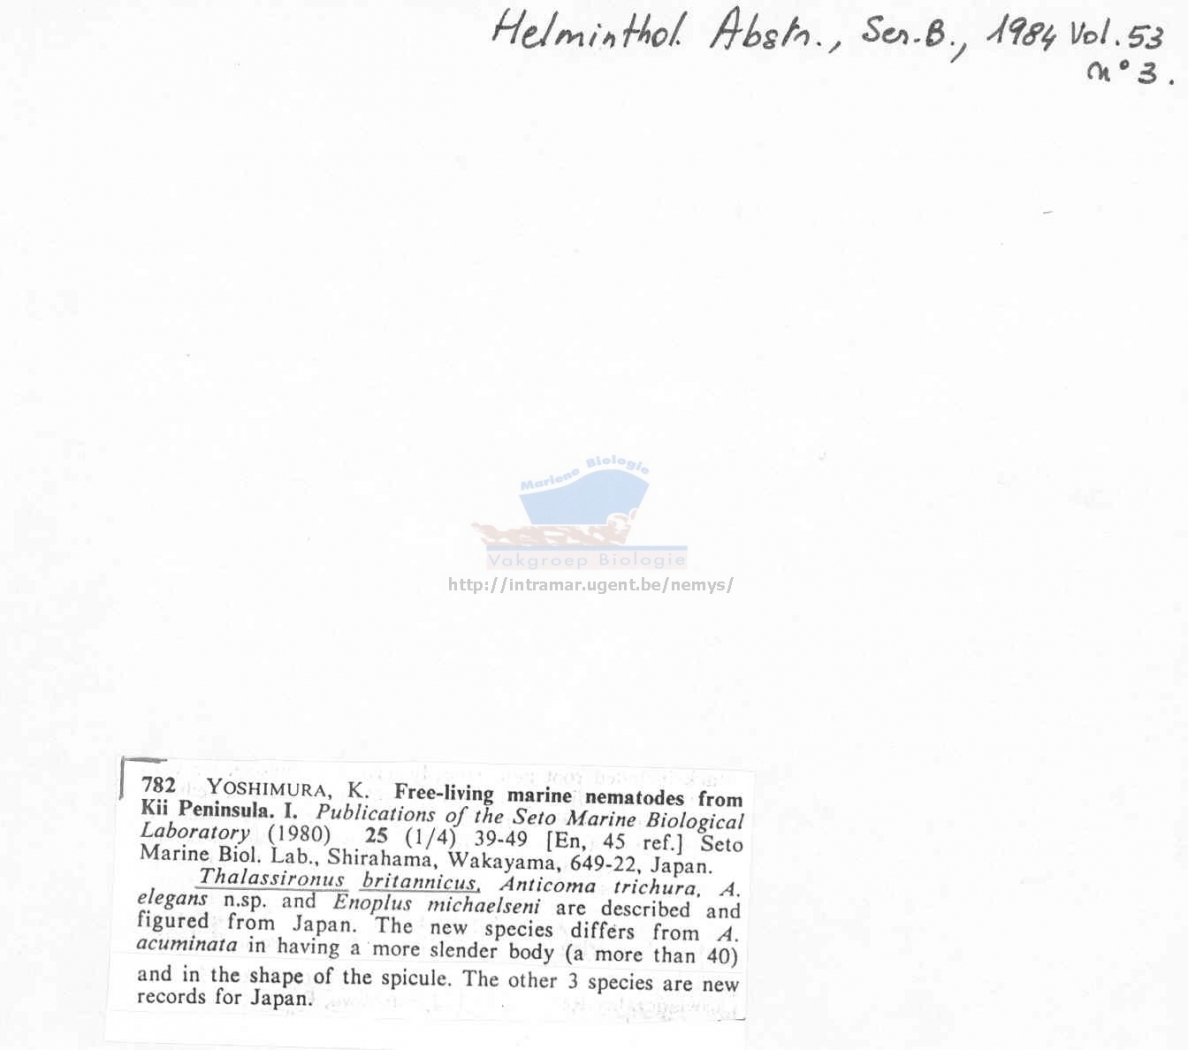 Helminthol. Abstr., Ser.B., 1984 Vol.53
n° 3.
Mariene Biologie
Vakgroep Biologie
http://intramar.ugent.be/nemys/
782 YOSHIMURA, K. Free-living marine nematodes from
Kii Peninsula. I. Publications of the Seto Marine Biological
Laboratory (1980) 25 (1/4) 39-49 [En, 45 ref.] Seto
Marine Biol. Lab., Shirahama, Wakayama, 649-22, Japan.
Thalassironus britannicus, Anticoma trichura, A.
elegans n.sp. and Enoplus michaelseni are described and
figured from Japan. The new species differs from A.
acuminata in having a more slender body (a more than 40)
and in the shape of the spicule. The other 3 species are new
records for Japan.